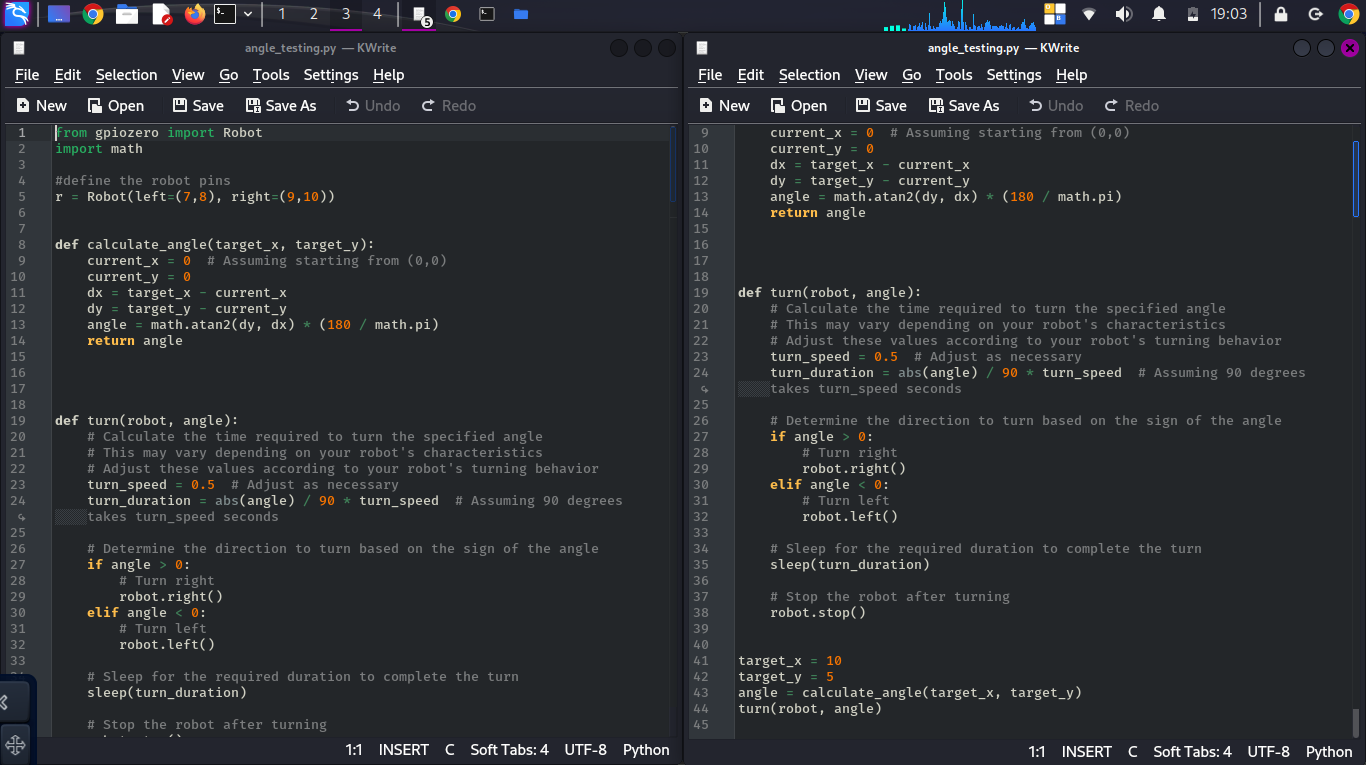 1 2 3 4 5 19:03
angle_testing.py — KWrite
File Edit Selection View Go Tools Settings Help
New Open Save Save As Undo Redo
1 from gpiozero import Robot
2 import math
3
4 #define the robot pins
5 r = Robot(left=(7,8), right=(9,10))
6
7
8 def calculate_angle(target_x, target_y):
9     current_x = 0  # Assuming starting from (0,0)
10     current_y = 0
11     dx = target_x - current_x
12     dy = target_y - current_y
13     angle = math.atan2(dy, dx) * (180 / math.pi)
14     return angle
15
16
17
18
19 def turn(robot, angle):
20     # Calculate the time required to turn the specified angle
21     # This may vary depending on your robot's characteristics
22     # Adjust these values according to your robot's turning behavior
23     turn_speed = 0.5  # Adjust as necessary
24     turn_duration = abs(angle) / 90 * turn_speed  # Assuming 90 degrees
takes turn_speed seconds
25
26     # Determine the direction to turn based on the sign of the angle
27     if angle > 0:
28         # Turn right
29         robot.right()
30     elif angle < 0:
31         # Turn left
32         robot.left()
33
# Sleep for the required duration to complete the turn
sleep(turn_duration)
# Stop the robot after turning
1:1 INSERT C Soft Tabs: 4 UTF-8 Python
angle_testing.py — KWrite
File Edit Selection View Go Tools Settings Help
New Open Save Save As Undo Redo
9     current_x = 0  # Assuming starting from (0,0)
10     current_y = 0
11     dx = target_x - current_x
12     dy = target_y - current_y
13     angle = math.atan2(dy, dx) * (180 / math.pi)
14     return angle
15
16
17
18
19 def turn(robot, angle):
20     # Calculate the time required to turn the specified angle
21     # This may vary depending on your robot's characteristics
22     # Adjust these values according to your robot's turning behavior
23     turn_speed = 0.5  # Adjust as necessary
24     turn_duration = abs(angle) / 90 * turn_speed  # Assuming 90 degrees
takes turn_speed seconds
25
26     # Determine the direction to turn based on the sign of the angle
27     if angle > 0:
28         # Turn right
29         robot.right()
30     elif angle < 0:
31         # Turn left
32         robot.left()
33
34     # Sleep for the required duration to complete the turn
35     sleep(turn_duration)
36
37     # Stop the robot after turning
38     robot.stop()
39
40
41 target_x = 10
42 target_y = 5
43 angle = calculate_angle(target_x, target_y)
44 turn(robot, angle)
45
1:1 INSERT C Soft Tabs: 4 UTF-8 Python